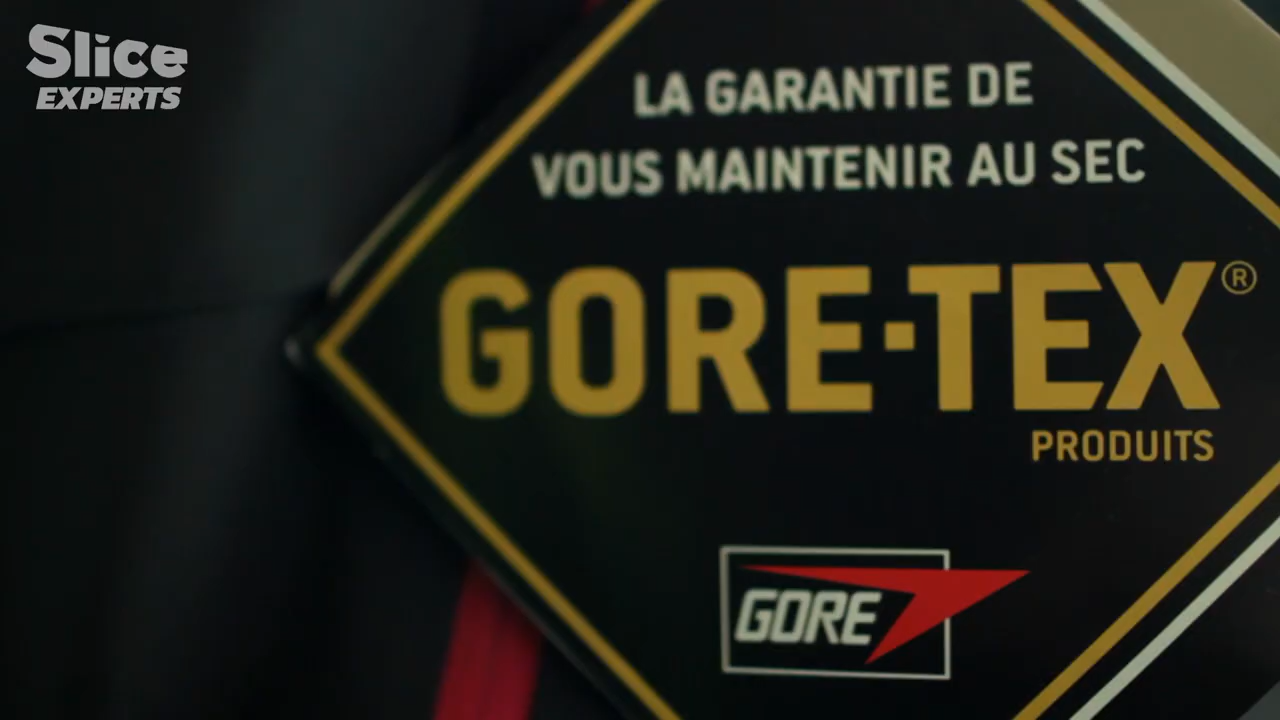 Slice
EXPERTS
LA GARANTIE DE
VOUS MAINTENIR AU SEC
GORE·TEX®
PRODUITS
GORE